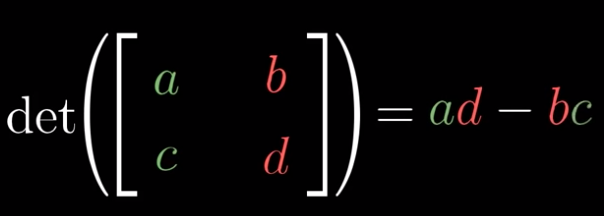 det([a b
c d]) = ad − bc